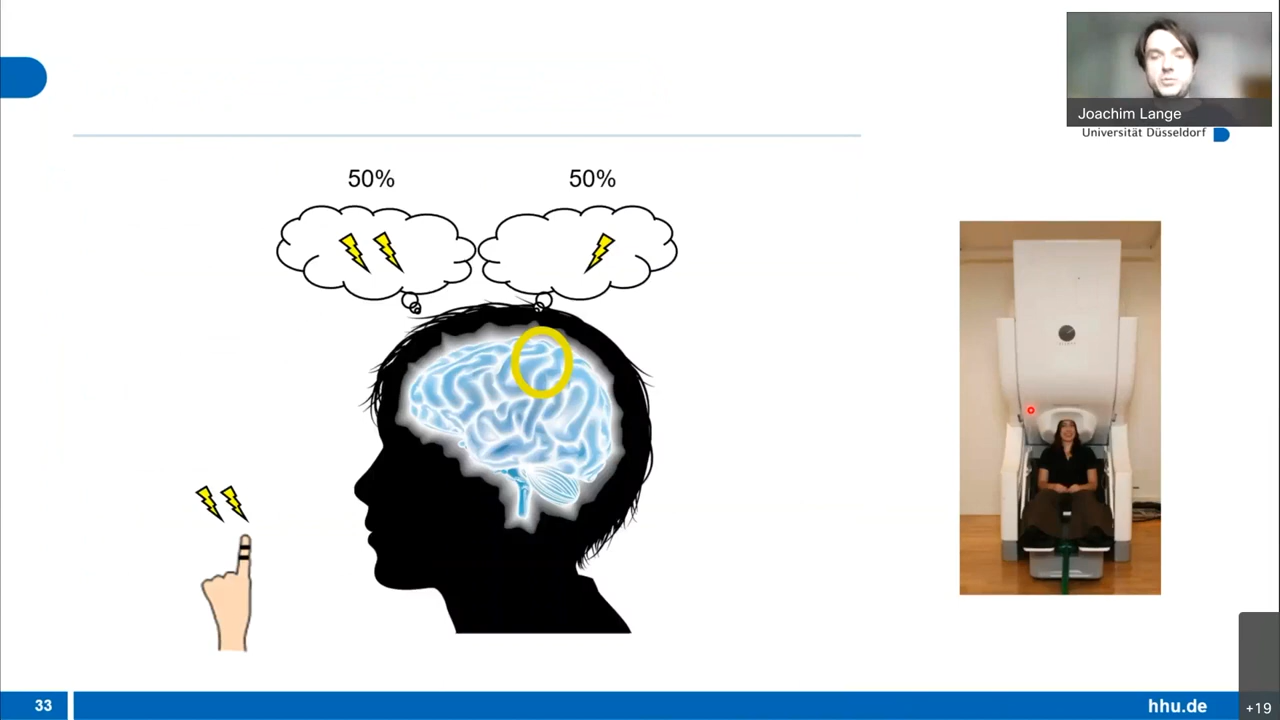 Joachim Lange
Universität Düsseldorf
50%
50%
33
hhu.de
+19